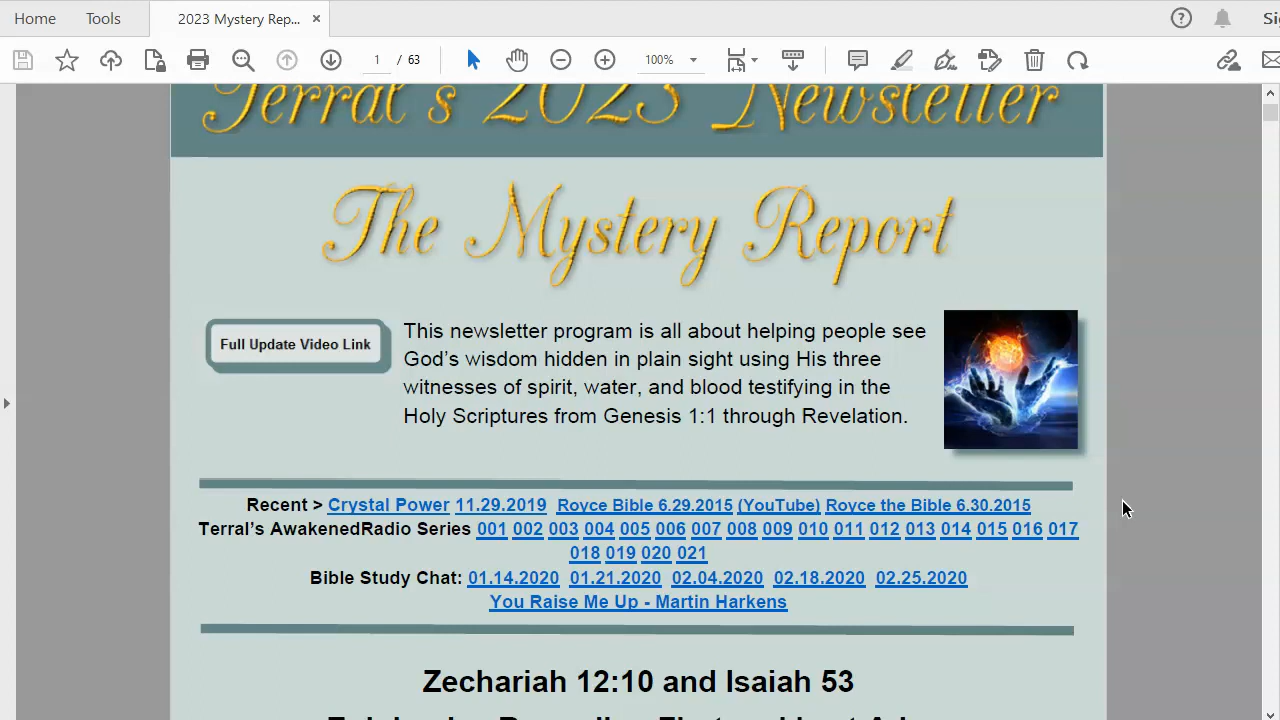 Home Tools 2023 Mystery Rep... ×
1 / 63 100%
Terral's 2023 Newsletter
The Mystery Report
Full Update Video Link
This newsletter program is all about helping people see
God's wisdom hidden in plain sight using His three
witnesses of spirit, water, and blood testifying in the
Holy Scriptures from Genesis 1:1 through Revelation.
Recent > Crystal Power 11.29.2019 Royce Bible 6.29.2015 (YouTube) Royce the Bible 6.30.2015
Terral's AwakenedRadio Series 001 002 003 004 005 006 007 008 009 010 011 012 013 014 015 016 017
018 019 020 021
Bible Study Chat: 01.14.2020 01.21.2020 02.04.2020 02.18.2020 02.25.2020
You Raise Me Up - Martin Harkens
Zechariah 12:10 and Isaiah 53